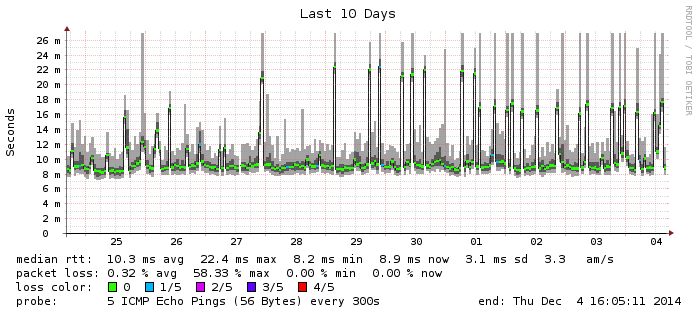 Last 10 Days
RRDTOOL / TOBI OETIKER
Seconds
26 m
24 m
22 m
20 m
18 m
16 m
14 m
12 m
10 m
8 m
6 m
4 m
2 m
0
25 26 27 28 29 30 01 02 03 04
median rtt: 10.3 ms avg 22.4 ms max 8.2 ms min 8.9 ms now 3.1 ms sd 3.3 am/s
packet loss: 0.32 % avg 58.33 % max 0.00 % min 0.00 % now
loss color: 0 1/5 2/5 3/5 4/5
probe: 5 ICMP Echo Pings (56 Bytes) every 300s end: Thu Dec 4 16:05:11 2014